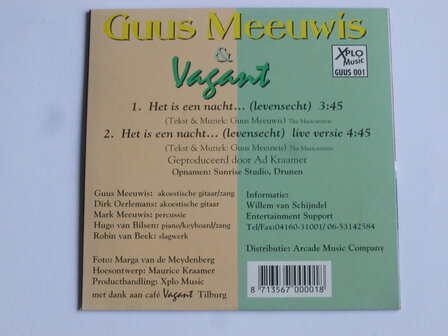 Guus Meeuwis
&
Vagant
XPLO
Music
GUUS 001
1. Het is een nacht... (levensecht) 3:45
(Tekst & Muziek: Guus Meeuwis) The Musicwriters
2. Het is een nacht... (levensecht) live versie 4:45
(Tekst & Muziek: Guus Meeuwis) The Musicwriters
Geproduceerd door Ad Kraamer
Opnamen: Sunrise Studio, Drunen
Guus Meeuwis: akoestische gitaar/zang
Dirk Oerlemans: akoestische gitaar
Mark Meeuwis: percussie
Hugo van Bilsen: piano/keyboard/zang
Robin van Beek: slagwerk
Informatie:
Willem van Schijndel
Entertainment Support
Tel/Fax:04160-31001/ 06-53142584
Distributie: Arcade Music Company
Foto: Marga van de Meydenberg
Hoesontwerp: Maurice Kraamer
Producthandling: Xplo Music
met dank aan café Vagant Tilburg
8 713567 000018